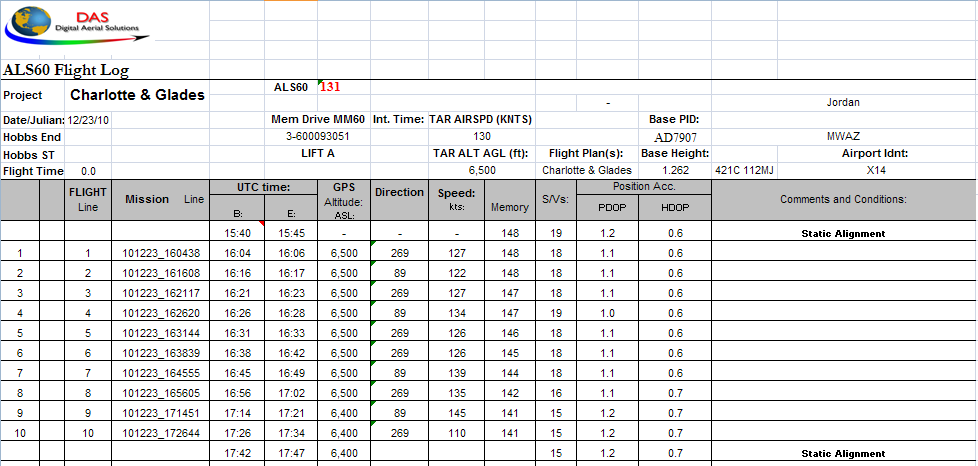 DAS
Digital Aerial Solutions
ALS60 Flight Log
ALS60 131
Project Charlotte & Glades
- Jordan
Date/Julian: 12/23/10 Mem Drive MM60 Int. Time: TAR AIRSPD (KNTS) Base PID:
Hobbs End 3-600093051 130 AD7907 MWAZ
Hobbs ST LIFT A TAR ALT AGL (ft): Flight Plan(s): Base Height: Airport Idnt:
Flight Time 0.0 6,500 Charlotte & Glades 1.262 421C 112MJ X14
FLIGHT Line Mission Line UTC time: B: E: GPS Altitude: ASL: Direction Speed: kts: Memory S/Vs: Position Acc. PDOP HDOP Comments and Conditions:
15:40 15:45 - - - 148 19 1.2 0.6 Static Alignment
1 1 101223_160438 16:04 16:06 6,500 269 127 148 18 1.1 0.6
2 2 101223_161608 16:16 16:17 6,500 89 122 148 18 1.1 0.6
3 3 101223_162117 16:21 16:23 6,500 269 127 147 18 1.1 0.6
4 4 101223_162620 16:26 16:28 6,500 89 134 147 19 1.0 0.6
5 5 101223_163144 16:31 16:33 6,500 269 126 146 18 1.1 0.6
6 6 101223_163839 16:38 16:42 6,500 269 126 145 18 1.1 0.6
7 7 101223_164555 16:45 16:49 6,500 89 139 144 18 1.1 0.6
8 8 101223_165605 16:56 17:02 6,500 269 135 142 16 1.1 0.7
9 9 101223_171451 17:14 17:21 6,400 89 145 141 15 1.2 0.7
10 10 101223_172644 17:26 17:34 6,400 269 110 141 15 1.2 0.7
17:42 17:47 6,400 15 1.2 0.7 Static Alignment